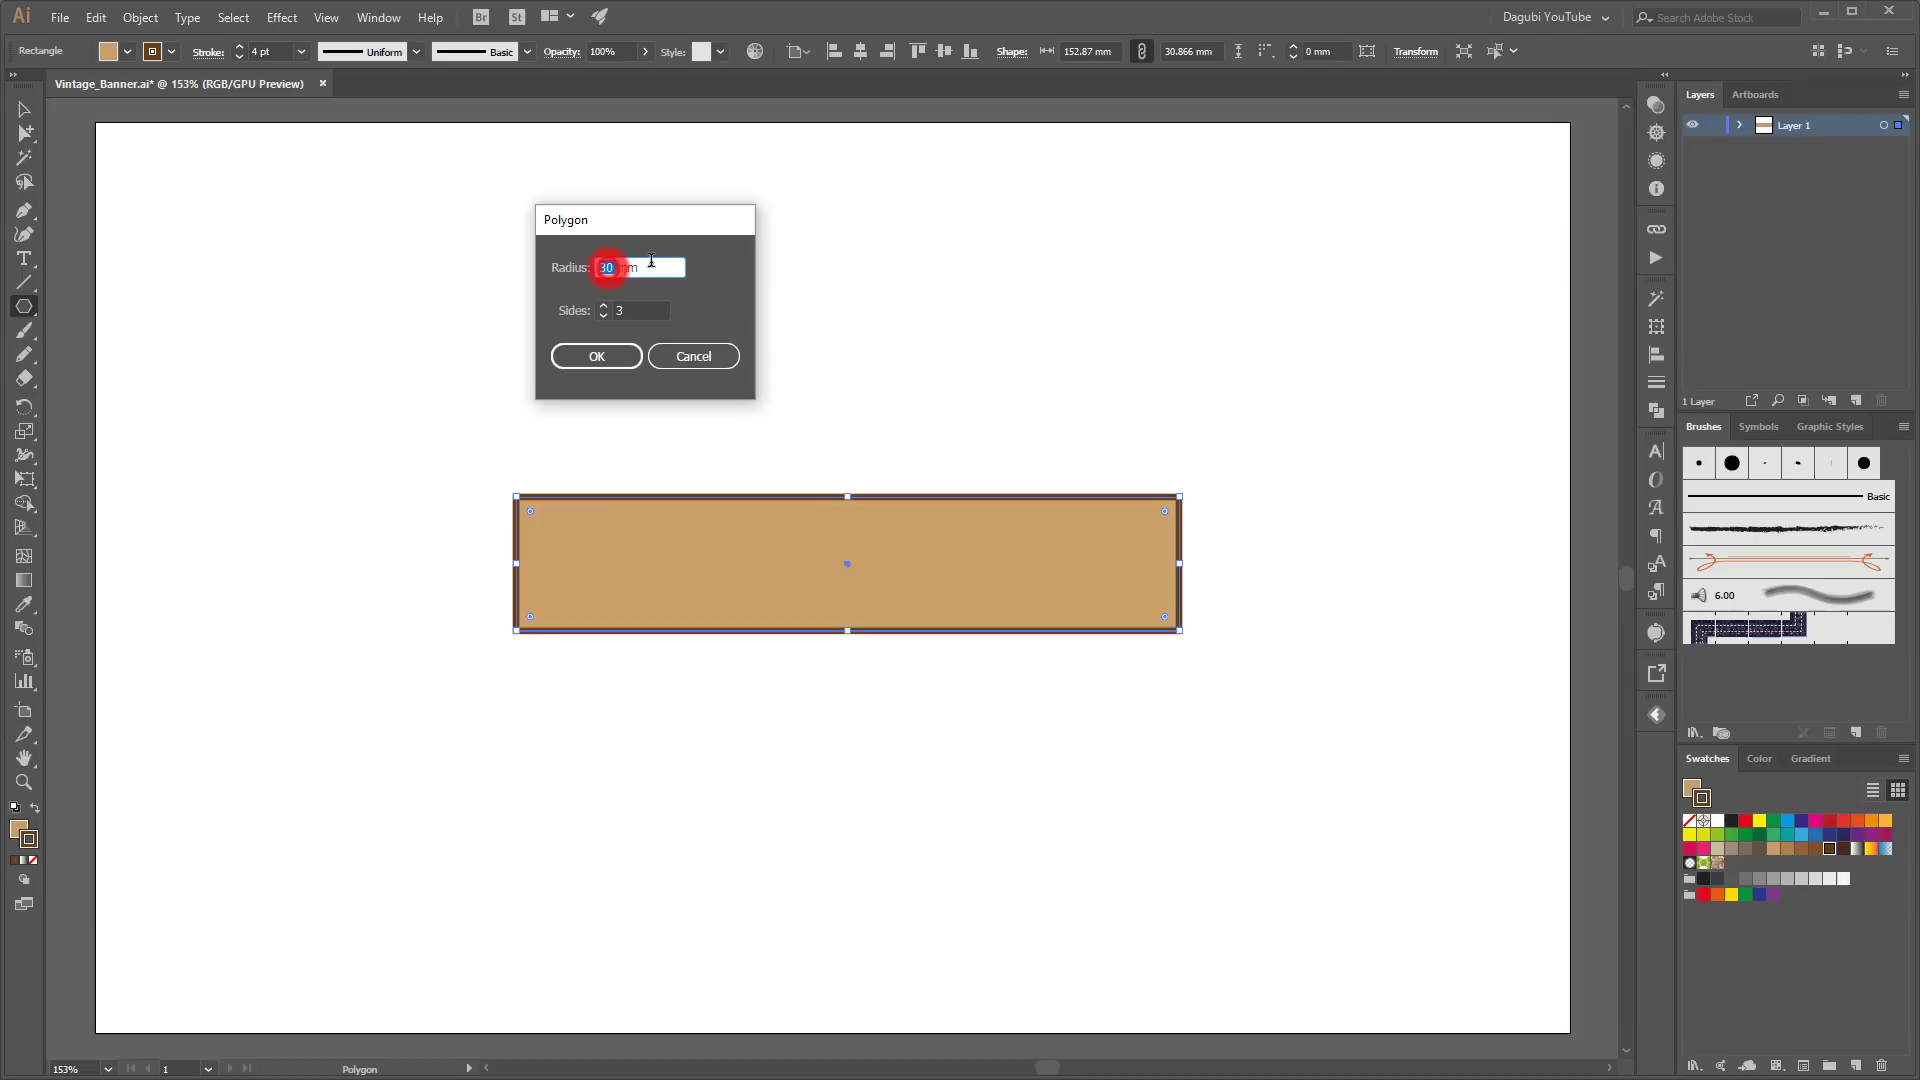 Ai File Edit Object Type Select Effect View Window Help Br St Dagubi YouTube Search Adobe Stock
Rectangle Stroke: 4 pt Uniform Basic Opacity: 100% Style: Shape: 152.87 mm 30.866 mm 0 mm Transform
Vintage_Banner.ai* @ 153% (RGB/GPU Preview)
Layers Artboards
Layer 1
Polygon
Radius: 30 mm
Sides: 3
OK Cancel
1 Layer
Brushes Symbols Graphic Styles
Basic
6.00
Swatches Color Gradient
153% 1 Polygon